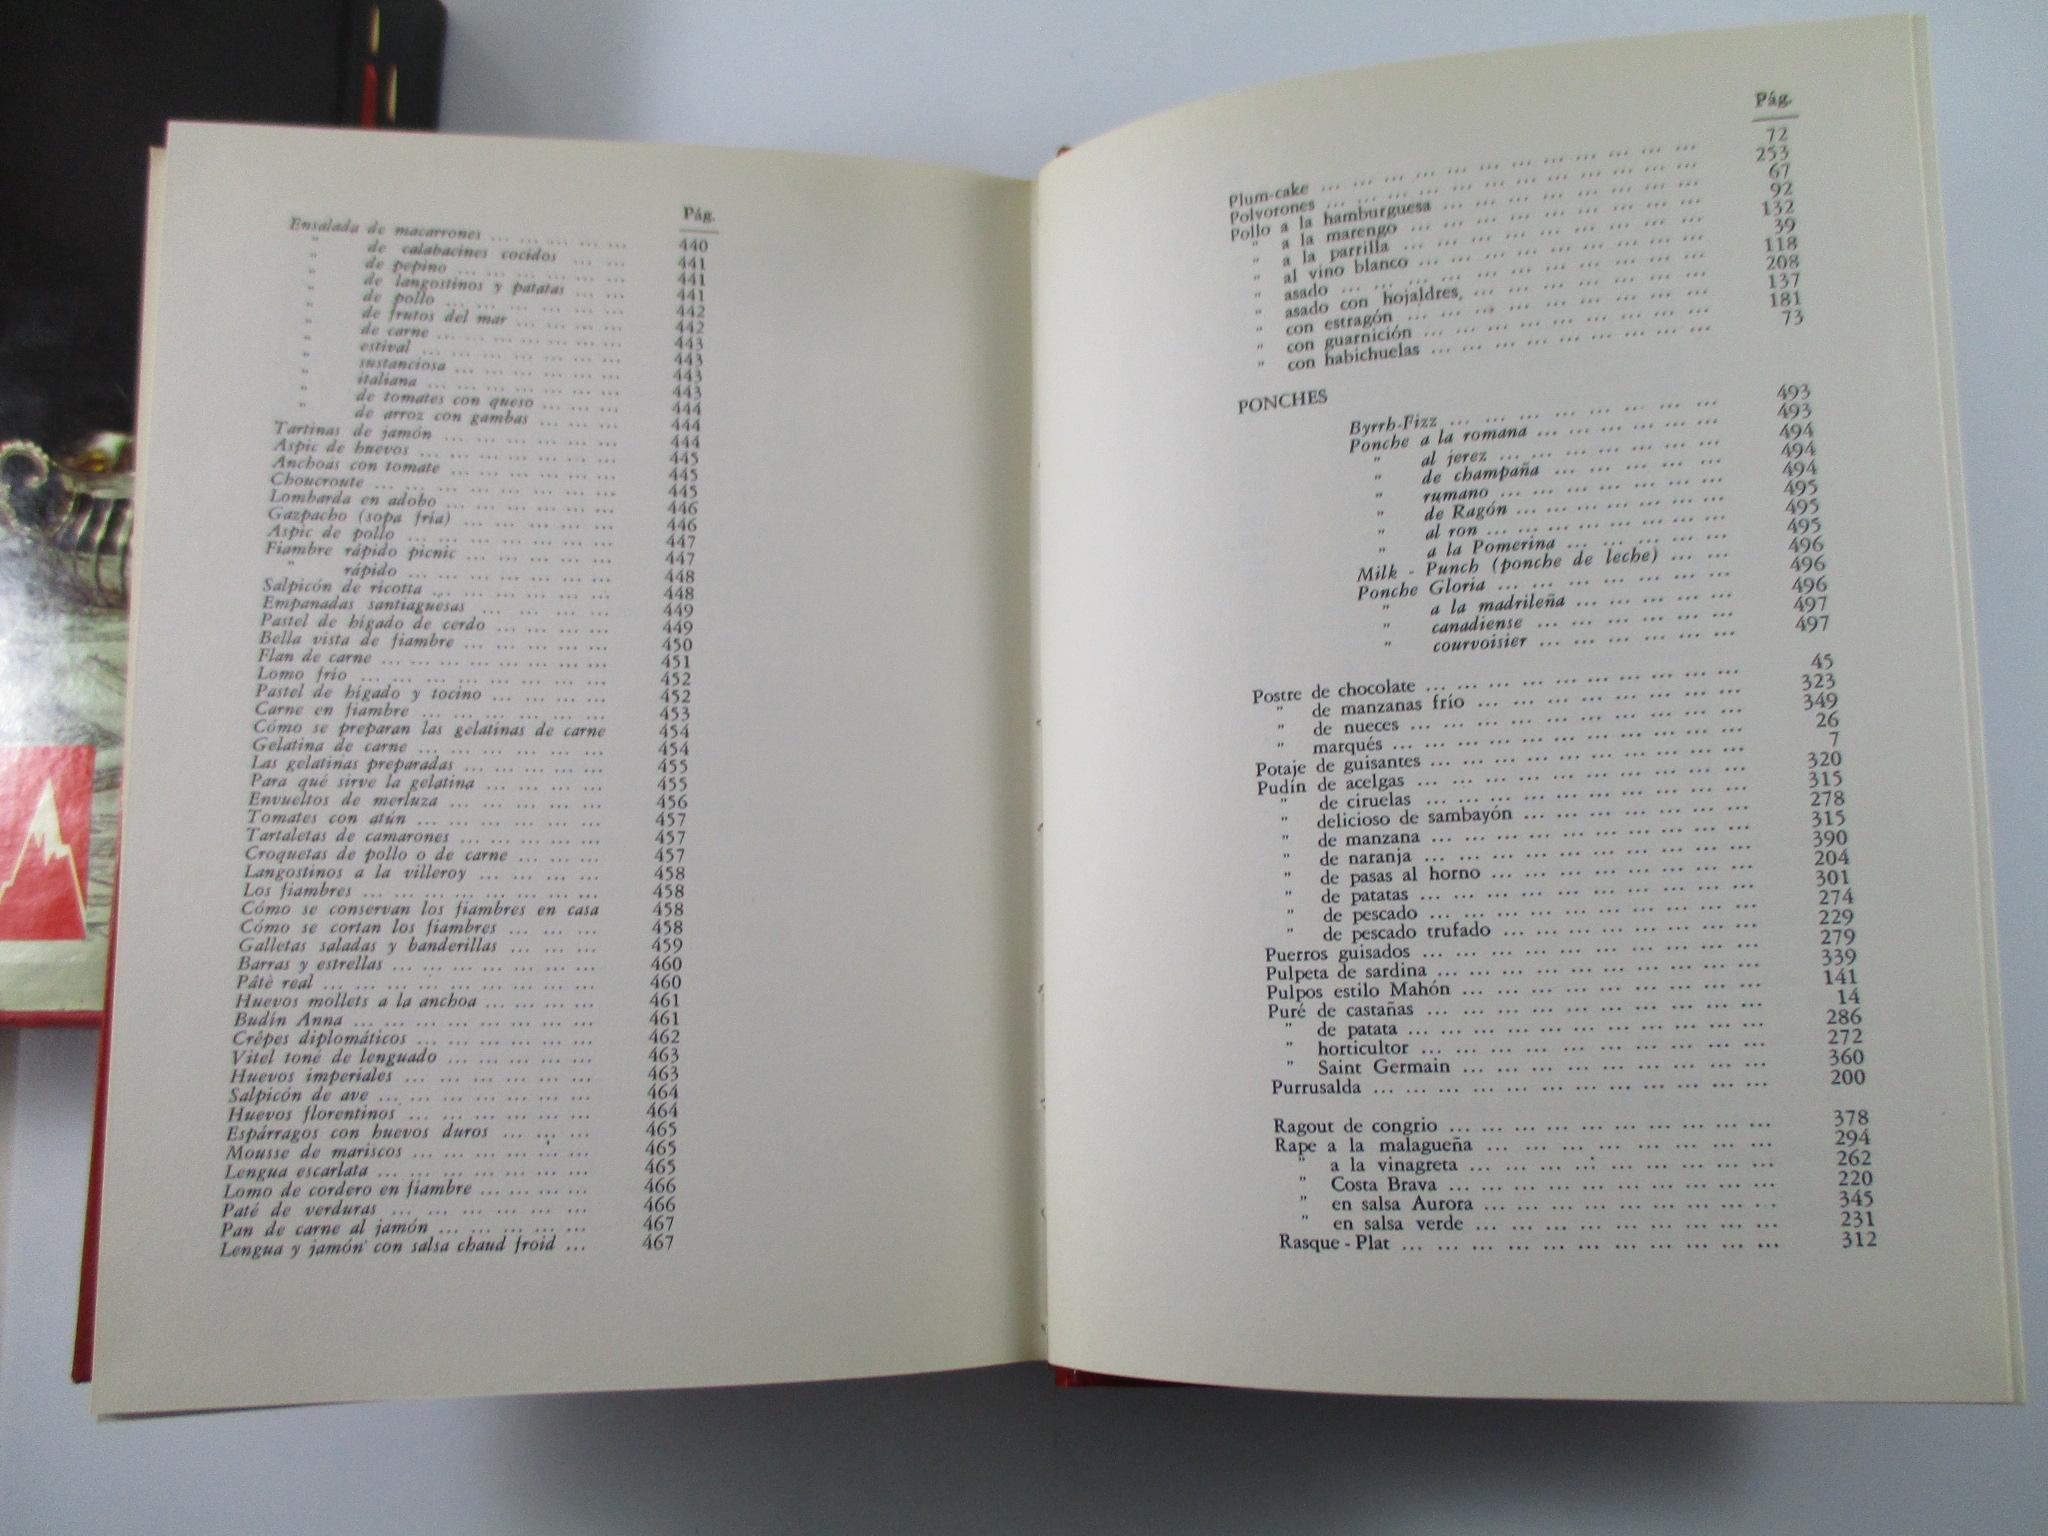 Pág.
Ensalada de macarrones ... ... ... ... ... 440
" de calabacines cocidos ... ... 441
" de pepino ... ... ... ... ... 441
" de langostinos y patatas ... ... 441
" de pollo ... ... ... ... ... ... 442
" de frutos del mar ... ... ... ... 442
" de carne ... ... ... ... ... ... 443
" estival ... ... ... ... ... ... 443
" sustanciosa ... ... ... ... ... 443
" italiana ... ... ... ... ... ... 443
" de tomates con queso ... ... ... 444
" de arroz con gambas ... ... ... 444
Tartinas de jamón ... ... ... ... ... ... 444
Aspic de huevos ... ... ... ... ... ... ... 445
Anchoas con tomate ... ... ... ... ... ... 445
Choucroute ... ... ... ... ... ... ... ... 445
Lombarda en adobo ... ... ... ... ... ... 446
Gazpacho (sopa fría) ... ... ... ... ... 446
Aspic de pollo ... ... ... ... ... ... ... 447
Fiambre rápido picnic ... ... ... ... ... 447
" rápido ... ... ... ... ... ... ... 448
Salpicón de ricotta ... ... ... ... ... ... 448
Empanadas santiaguesas ... ... ... ... 449
Pastel de hígado de cerdo ... ... ... ... 449
Bella vista de fiambre ... ... ... ... ... 450
Flan de carne ... ... ... ... ... ... ... ... 451
Lomo frío ... ... ... ... ... ... ... ... 452
Pastel de hígado y tocino ... ... ... ... 452
Carne en fiambre ... ... ... ... ... ... 453
Cómo se preparan las gelatinas de carne 454
Gelatina de carne ... ... ... ... ... ... 454
Las gelatinas preparadas ... ... ... ... ... 455
Para qué sirve la gelatina ... ... ... ... 455
Envueltos de merluza ... ... ... ... ... 456
Tomates con atún ... ... ... ... ... ... 457
Tartaletas de camarones ... ... ... ... ... 457
Croquetas de pollo o de carne ... ... ... 457
Langostinos a la villeroy ... ... ... ... 458
Los fiambres ... ... ... ... ... ... ... ... 458
Cómo se conservan los fiambres en casa 458
Cómo se cortan los fiambres ... ... ... 458
Galletas saladas y banderillas ... ... ... 459
Barras y estrellas ... ... ... ... ... ... ... 460
Pâtè real ... ... ... ... ... ... ... ... ... 460
Huevos mollets a la anchoa ... ... ... ... 461
Budín Anna ... ... ... ... ... ... ... ... 461
Crêpes diplomáticos ... ... ... ... ... ... 462
Vitel toné de lenguado ... ... ... ... ... 463
Huevos imperiales ... ... ... ... ... ... ... 463
Salpicón de ave ... ... ... ... ... ... ... 464
Huevos florentinos ... ... ... ... ... ... 464
Espárragos con huevos duros ... ... ... 465
Mousse de mariscos ... ... ... ... ... ... 465
Lengua escarlata ... ... ... ... ... ... ... 465
Lomo de cordero en fiambre ... ... ... ... 466
Paté de verduras ... ... ... ... ... ... ... 466
Pan de carne al jamón ... ... ... ... ... 467
Lengua y jamón con salsa chaud froid ... 467
Pág.
Plum-cake ... ... ... ... ... ... ... ... ... ... ... ... 72
Polvorones ... ... ... ... ... ... ... ... ... ... ... ... 253
Pollo a la hamburguesa ... ... ... ... ... ... ... ... 67
" a la marengo ... ... ... ... ... ... ... ... ... 92
" a la parrilla ... ... ... ... ... ... ... ... ... ... 132
" al vino blanco ... ... ... ... ... ... ... ... ... 39
" asado ... ... ... ... ... ... ... ... ... ... ... 118
" asado con hojaldres, ... ... ... ... ... ... ... 208
" con estragón ... ... ... ... ... ... ... ... ... 137
" con guarnición ... ... ... ... ... ... ... ... ... 181
" con habichuelas ... ... ... ... ... ... ... ... ... 73
PONCHES
Byrrh-Fizz ... ... ... ... ... ... ... ... ... 493
Ponche a la romana ... ... ... ... ... ... 493
" al jerez ... ... ... ... ... ... ... ... 494
" de champaña ... ... ... ... ... ... 494
" rumano ... ... ... ... ... ... ... 494
" de Ragón ... ... ... ... ... ... ... 495
" al ron ... ... ... ... ... ... ... ... 495
" a la Pomerina ... ... ... ... ... 495
Milk - Punch (ponche de leche) ... ... 496
Ponche Gloria ... ... ... ... ... ... ... ... 496
" a la madrileña ... ... ... ... ... 496
" canadiense ... ... ... ... ... ... 497
" courvoisier ... ... ... ... ... ... 497
Postre de chocolate ... ... ... ... ... ... ... ... ... ... 45
" de manzanas frío ... ... ... ... ... ... ... ... 323
" de nueces ... ... ... ... ... ... ... ... ... ... 349
" marqués ... ... ... ... ... ... ... ... ... ... ... 26
Potaje de guisantes ... ... ... ... ... ... ... ... ... ... 7
Pudín de acelgas ... ... ... ... ... ... ... ... ... ... 320
" de ciruelas ... ... ... ... ... ... ... ... ... ... 315
" delicioso de sambayón ... ... ... ... ... ... ... 278
" de manzana ... ... ... ... ... ... ... ... ... ... 315
" de naranja ... ... ... ... ... ... ... ... ... ... 390
" de pasas al horno ... ... ... ... ... ... ... ... 204
" de patatas ... ... ... ... ... ... ... ... ... ... 301
" de pescado ... ... ... ... ... ... ... ... ... ... 274
" de pescado trufado ... ... ... ... ... ... ... ... 229
Puerros guisados ... ... ... ... ... ... ... ... ... ... 279
Pulpeta de sardina ... ... ... ... ... ... ... ... ... ... 339
Pulpos estilo Mahón ... ... ... ... ... ... ... ... ... 141
Puré de castañas ... ... ... ... ... ... ... ... ... ... 14
" de patata ... ... ... ... ... ... ... ... ... ... 286
" horticultor ... ... ... ... ... ... ... ... ... ... 272
" Saint Germain ... ... ... ... ... ... ... ... ... 360
Purrusalda ... ... ... ... ... ... ... ... ... ... ... ... 200
Ragout de congrio ... ... ... ... ... ... ... ... ... ... 378
Rape a la malagueña ... ... ... ... ... ... ... ... ... 294
" a la vinagreta ... ... ... ... ... ... ... ... ... ... 262
" Costa Brava ... ... ... ... ... ... ... ... ... ... 220
" en salsa Aurora ... ... ... ... ... ... ... ... ... 345
" en salsa verde ... ... ... ... ... ... ... ... ... ... 231
Rasque - Plat ... ... ... ... ... ... ... ... ... ... ... ... 312